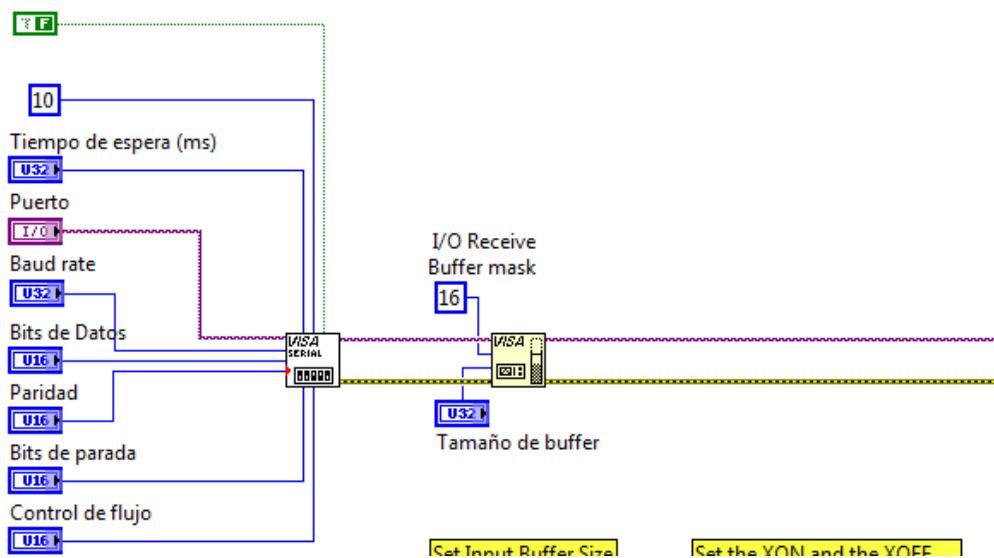 F
10
Tiempo de espera (ms)
U32
Puerto
I/O
Baud rate
U32
Bits de Datos
U16
Paridad
U16
Bits de parada
U16
Control de flujo
U16
VISA
SERIAL
I/O Receive
Buffer mask
16
VISA
U32
Tamaño de buffer
Set Input Buffer Size
Set the XON and the XOFF